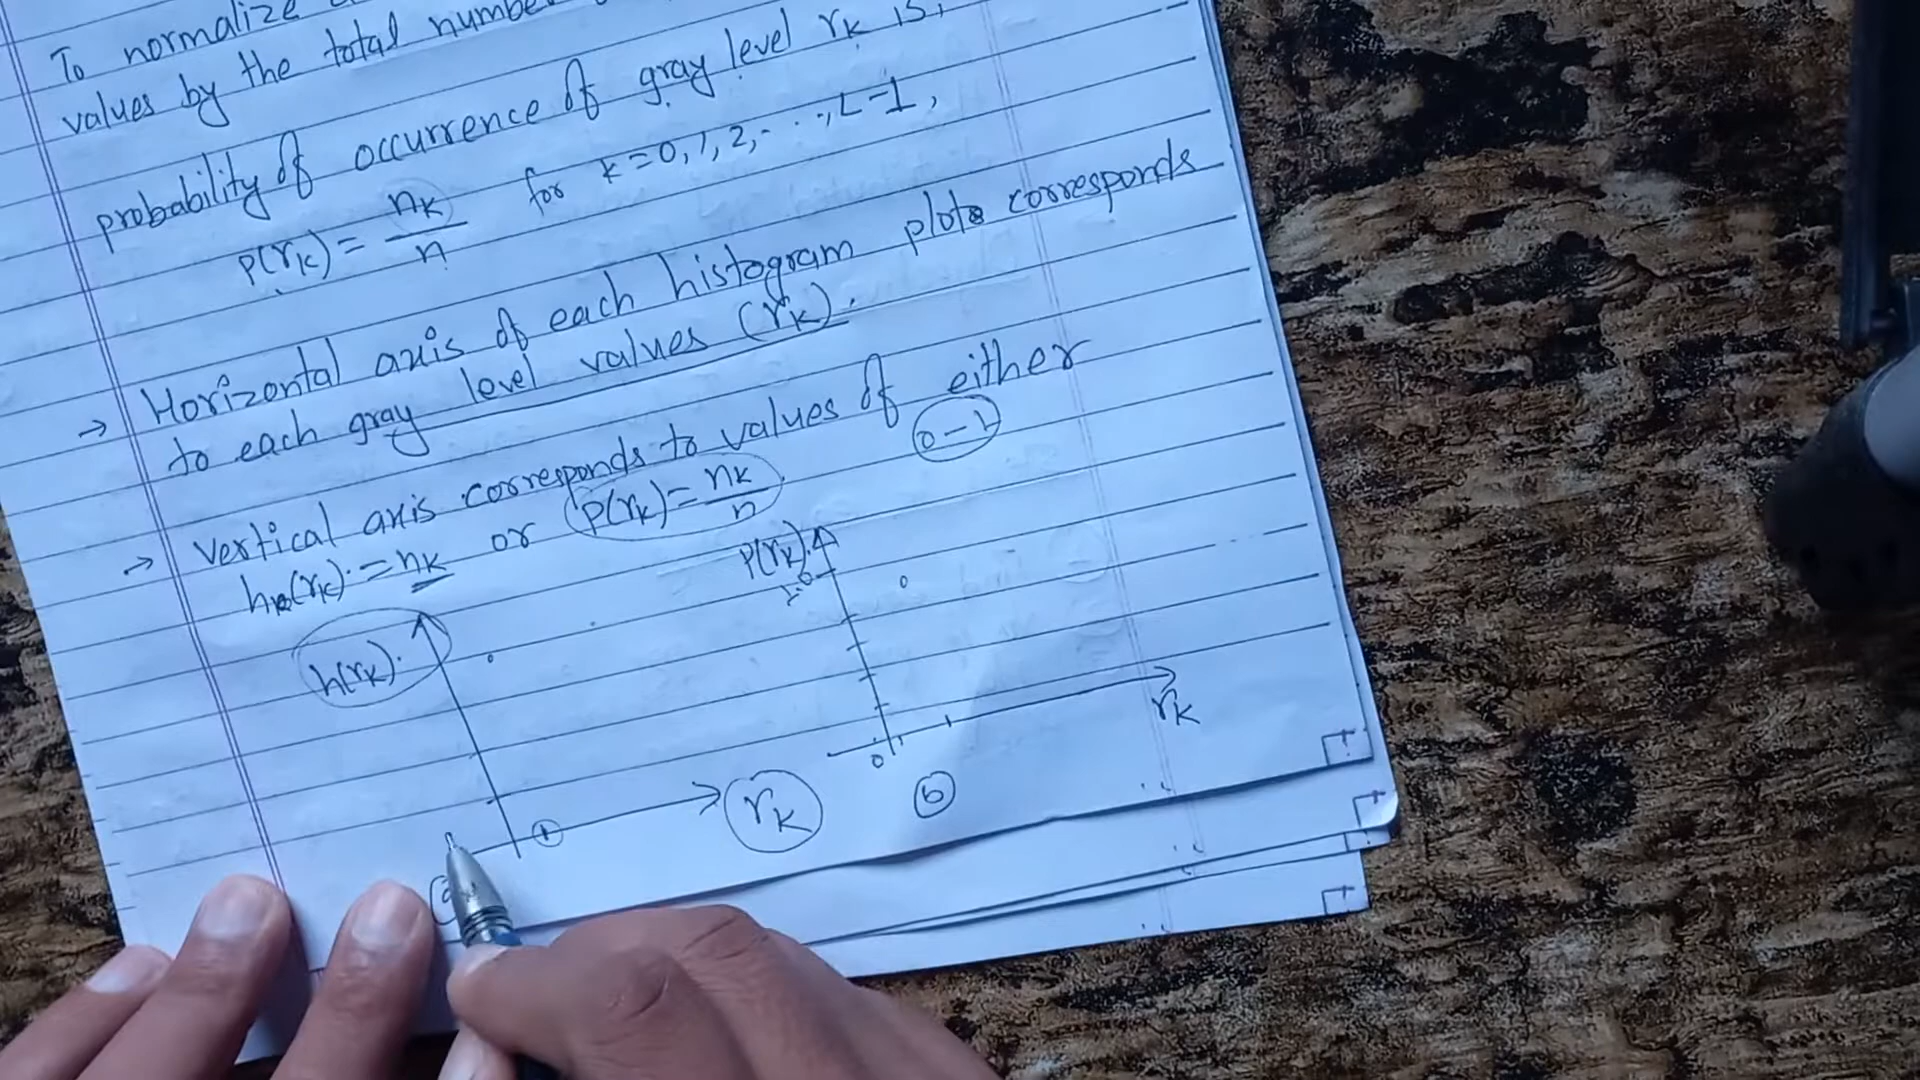 To normalize
values by the total number
probability of occurrence of gray level rk is,
p(rk) = nk/n for k=0,1,2,...,L-1,
→ Horizontal axis of each histogram plots corresponds
to each gray level values (rk).
→ Vertical axis corresponds to values of either
h(rk) = nk or p(rk) = nk/n 0-1
h(rk) p(rk)
rk
0
1 rk b